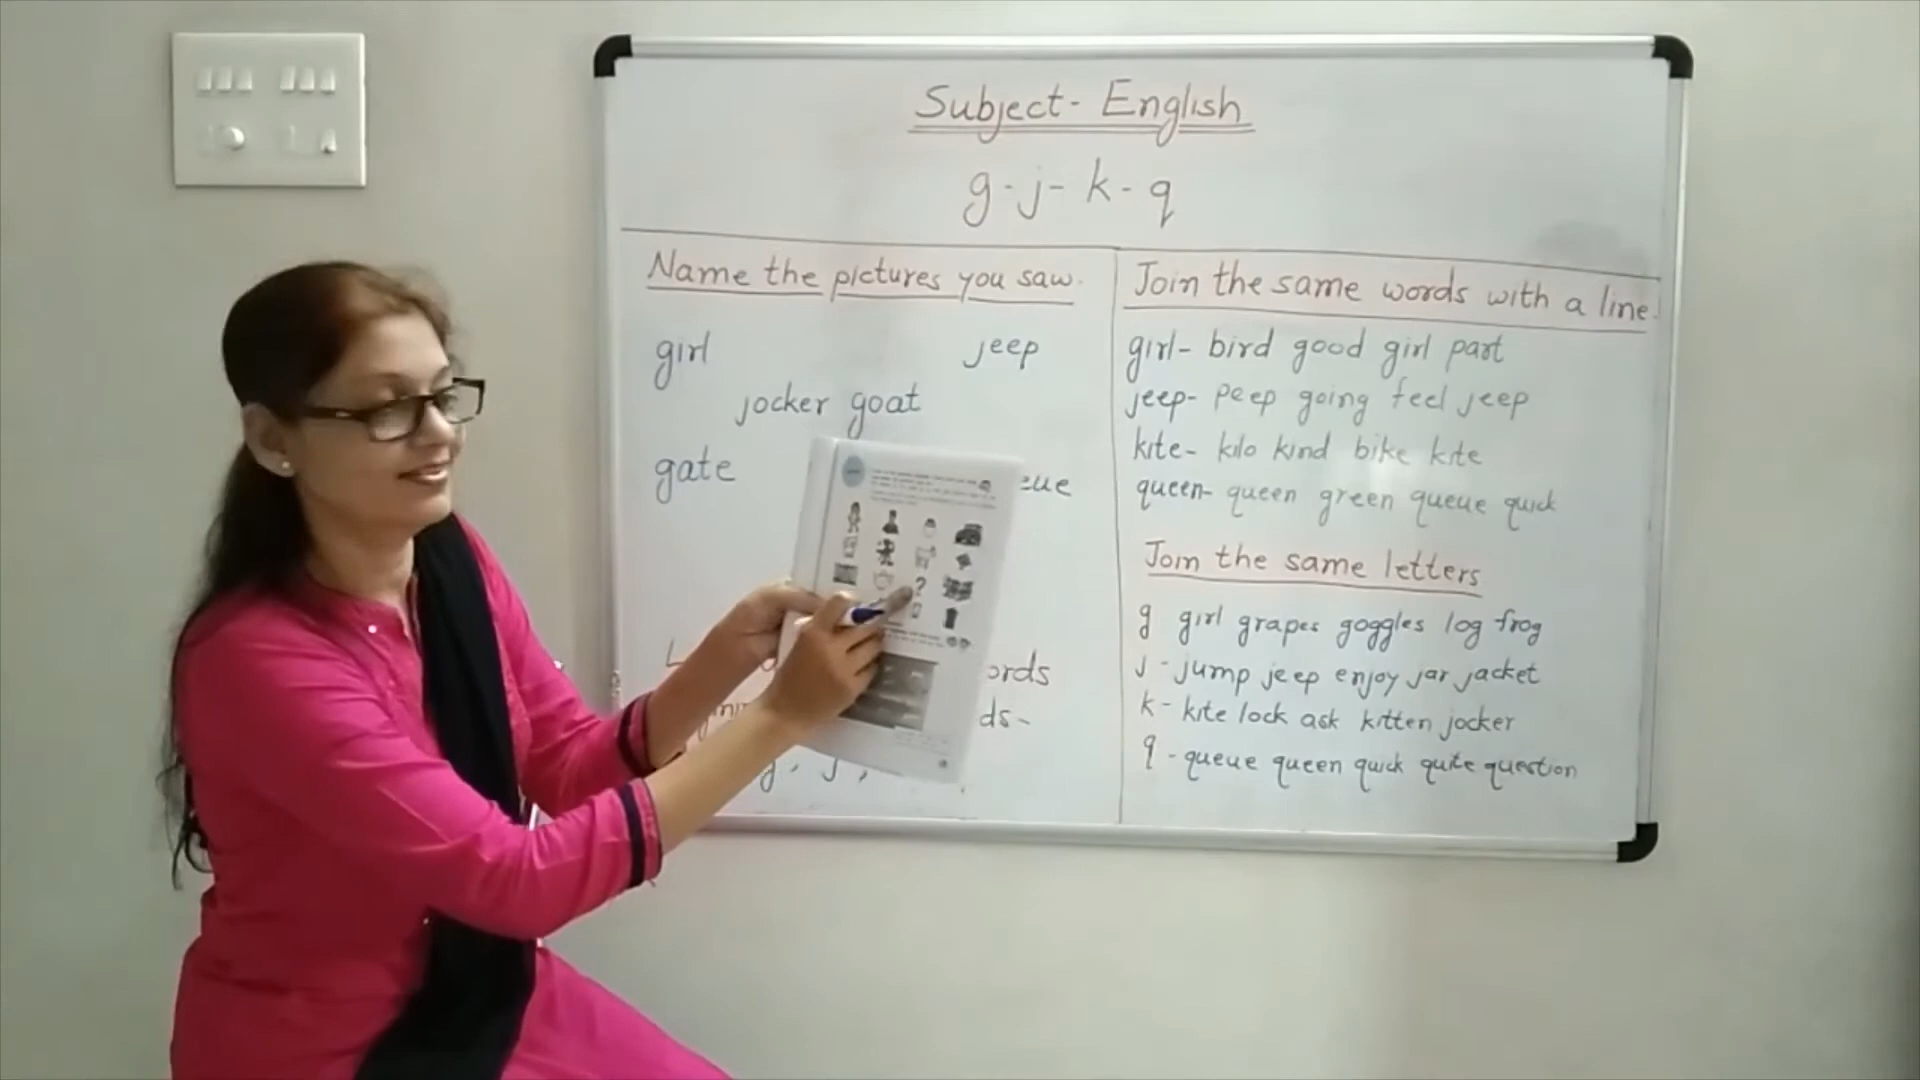 Subject- English
g-j-k-q
Name the pictures you saw.
girl jeep
jocker goat
gate
Join the same words with a line.
girl- bird good girl part
jeep- peep going feel jeep
kite- kilo kind bike kite
queen- queen green queue quick
Join the same letters
g girl grapes goggles log frog
j - jump jeep enjoy jar jacket
k - kite lock ask kitten jocker
q - queue queen quick quite question